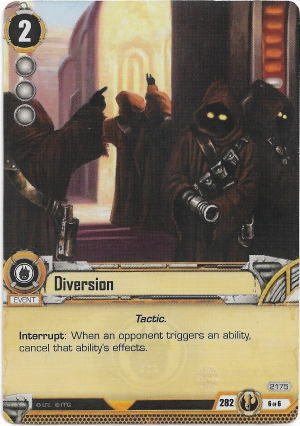 2
Diversion
EVENT
Tactic.
Interrupt: When an opponent triggers an ability,
cancel that ability's effects.
2175
282
6 of 6